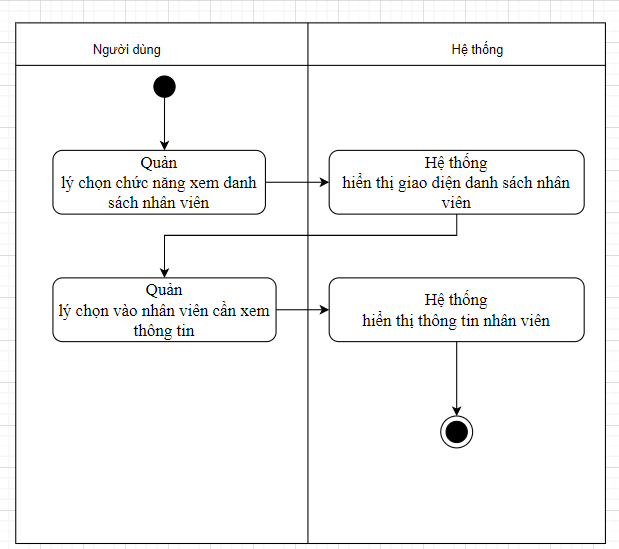 Người dùng
Hệ thống
Quản
lý chọn chức năng xem danh
sách nhân viên
Hệ thống
hiển thị giao diện danh sách nhân
viên
Quản
lý chọn vào nhân viên cần xem
thông tin
Hệ thống
hiển thị thông tin nhân viên